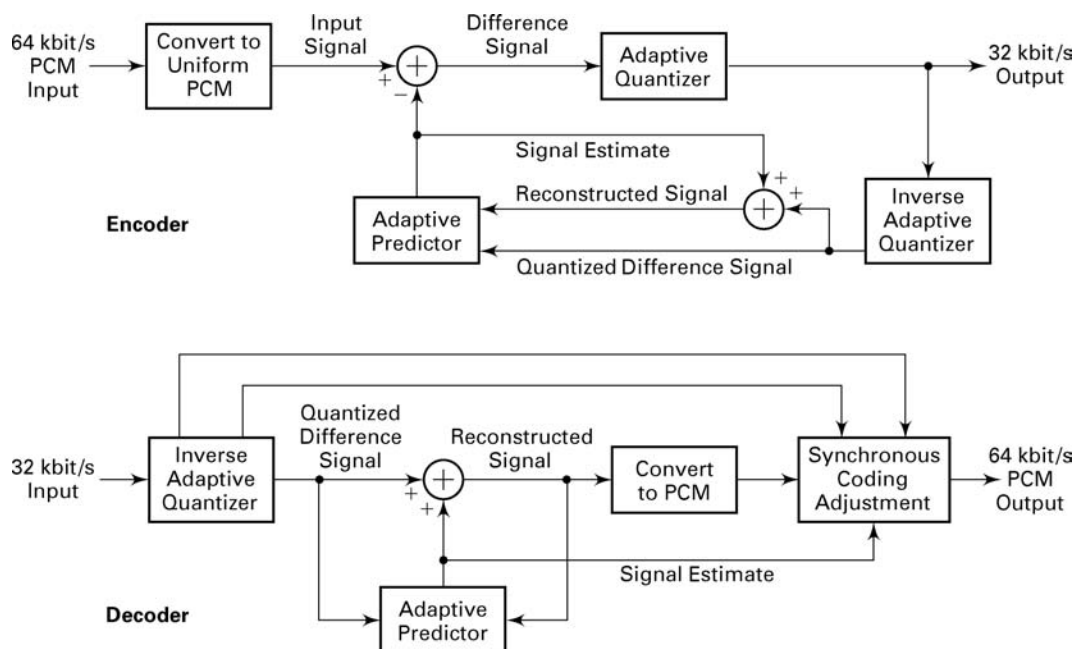 64 kbit/s
PCM
Input
Convert to
Uniform
PCM
Input
Signal
+
−
+
Difference
Signal
Adaptive
Quantizer
32 kbit/s
Output
Signal Estimate
Reconstructed Signal
+
+
+
Adaptive
Predictor
Inverse
Adaptive
Quantizer
Quantized Difference Signal
Encoder
32 kbit/s
Input
Inverse
Adaptive
Quantizer
Quantized
Difference
Signal
+
+
+
Reconstructed
Signal
Convert
to PCM
Synchronous
Coding
Adjustment
64 kbit/s
PCM
Output
Signal Estimate
Adaptive
Predictor
Decoder